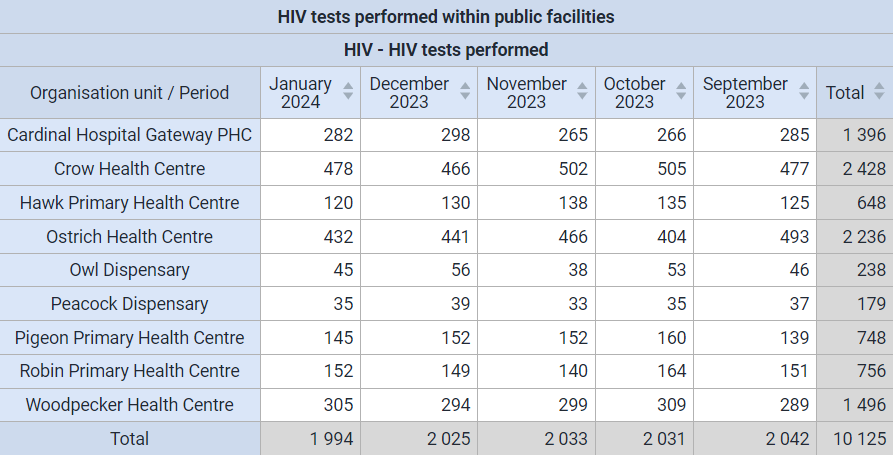 HIV tests performed within public facilities
HIV - HIV tests performed
Organisation unit / Period January 2024 December 2023 November 2023 October 2023 September 2023 Total
Cardinal Hospital Gateway PHC 282 298 265 266 285 1 396
Crow Health Centre 478 466 502 505 477 2 428
Hawk Primary Health Centre 120 130 138 135 125 648
Ostrich Health Centre 432 441 466 404 493 2 236
Owl Dispensary 45 56 38 53 46 238
Peacock Dispensary 35 39 33 35 37 179
Pigeon Primary Health Centre 145 152 152 160 139 748
Robin Primary Health Centre 152 149 140 164 151 756
Woodpecker Health Centre 305 294 299 309 289 1 496
Total 1 994 2 025 2 033 2 031 2 042 10 125